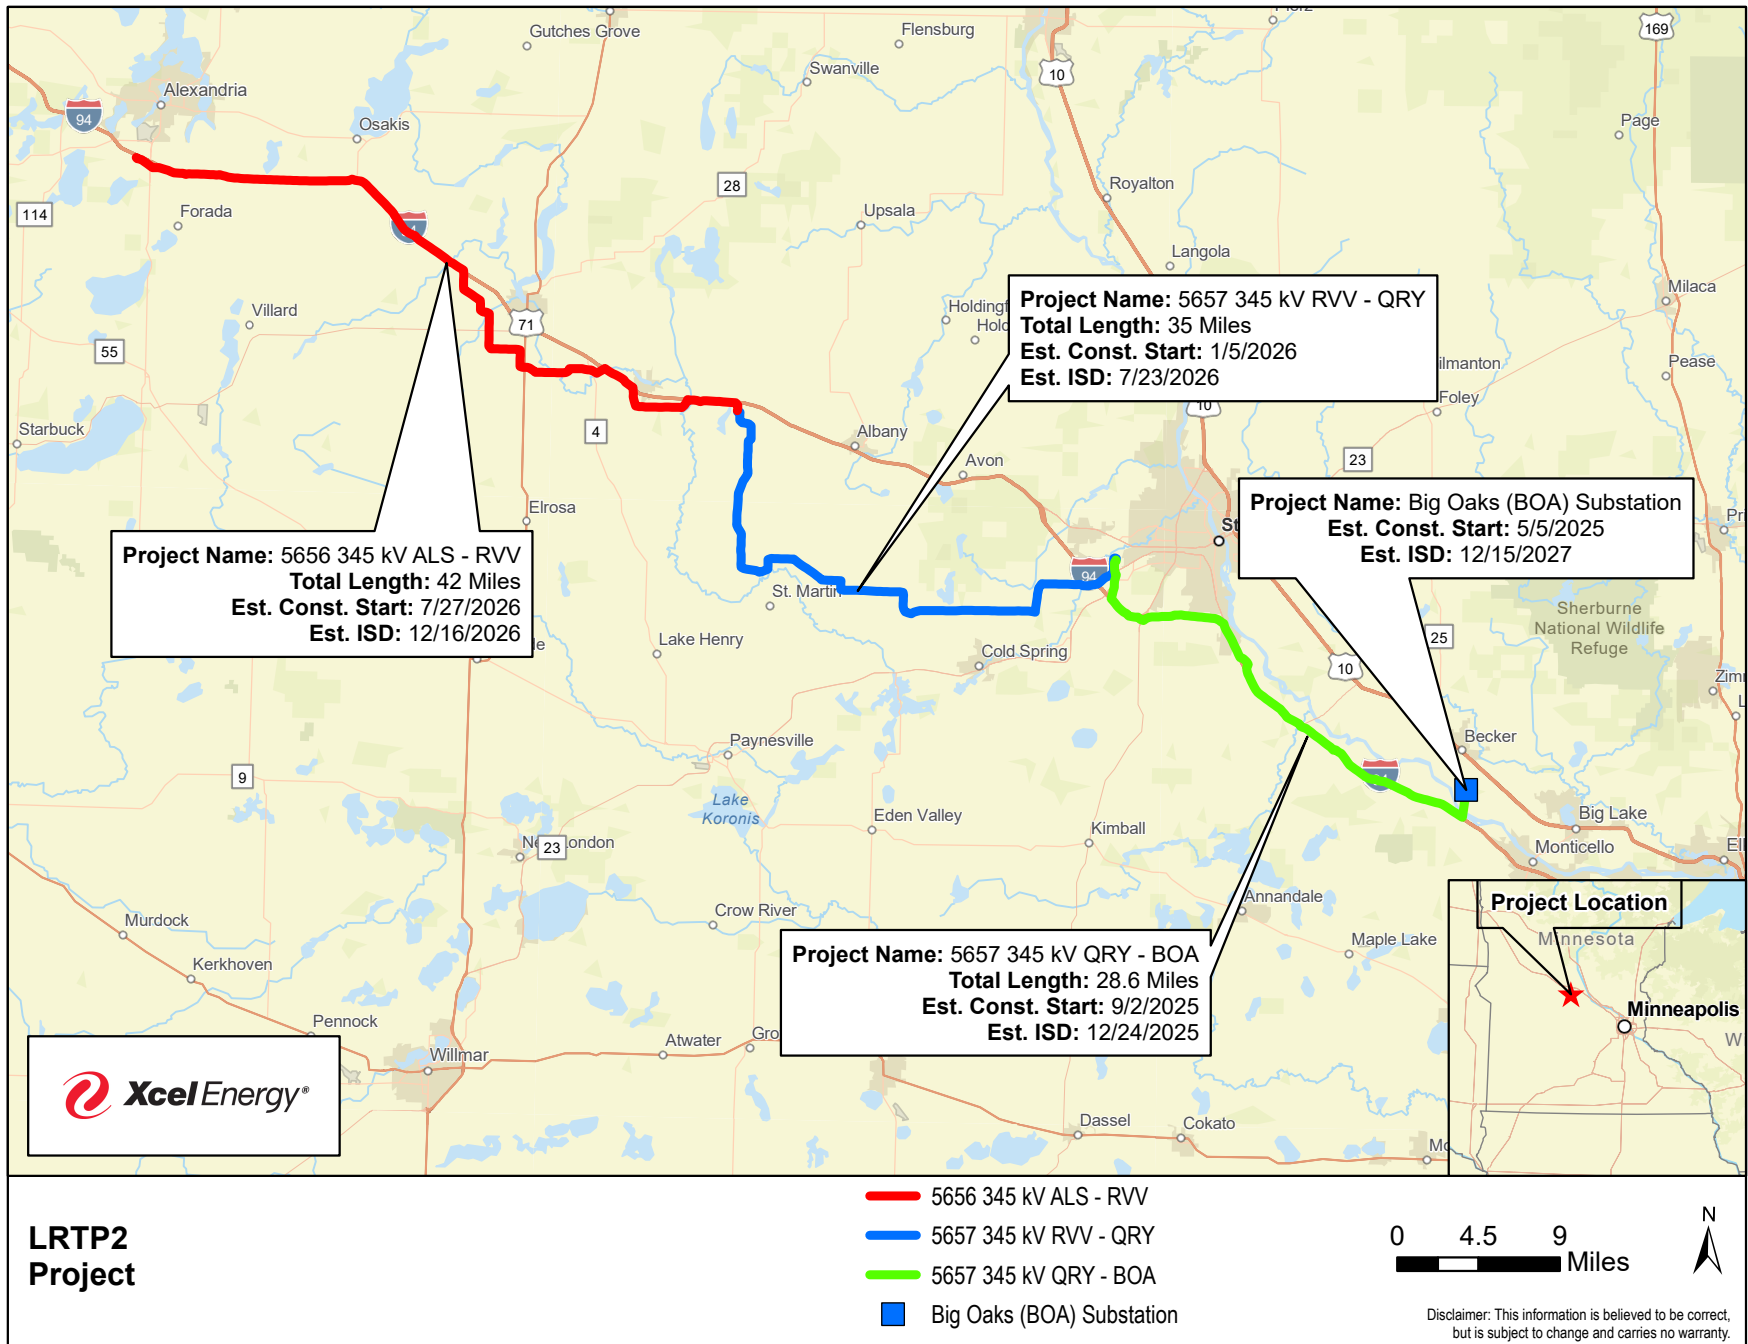 Gutches Grove
Flensburg
Pierz
169
10
Swanville
Alexandria
94
Osakis
Page
28
Royalton
114
Forada
Upsala
Langola
Villard
71
Milaca
55
Project Name: 5657 345 kV RVV - QRY
Total Length: 35 Miles
Est. Const. Start: 1/5/2026
Est. ISD: 7/23/2026
Pease
10
Foley
Starbuck
4
Albany
Avon
23
Elrosa
Project Name: Big Oaks (BOA) Substation
Est. Const. Start: 5/5/2025
Est. ISD: 12/15/2027
St
Project Name: 5656 345 kV ALS - RVV
Total Length: 42 Miles
Est. Const. Start: 7/27/2026
Est. ISD: 12/16/2026
94
St. Martin
Sherburne
National Wildlife
Refuge
Lake Henry
Cold Spring
25
10
Paynesville
Becker
9
Lake
Koronis
Eden Valley
Kimball
Big Lake
23
Monticello
Annandale
Crow River
Murdock
Maple Lake
Kerkhoven
Project Name: 5657 345 kV QRY - BOA
Total Length: 28.6 Miles
Est. Const. Start: 9/2/2025
Est. ISD: 12/24/2025
Project Location
Minnesota
Minneapolis
W
Pennock
Willmar
Atwater
Gro
Xcel Energy®
Dassel
Cokato
LRTP2
Project
5656 345 kV ALS - RVV
5657 345 kV RVV - QRY
5657 345 kV QRY - BOA
Big Oaks (BOA) Substation
0 4.5 9
Miles
N
Disclaimer: This information is believed to be correct,
but is subject to change and carries no warranty.